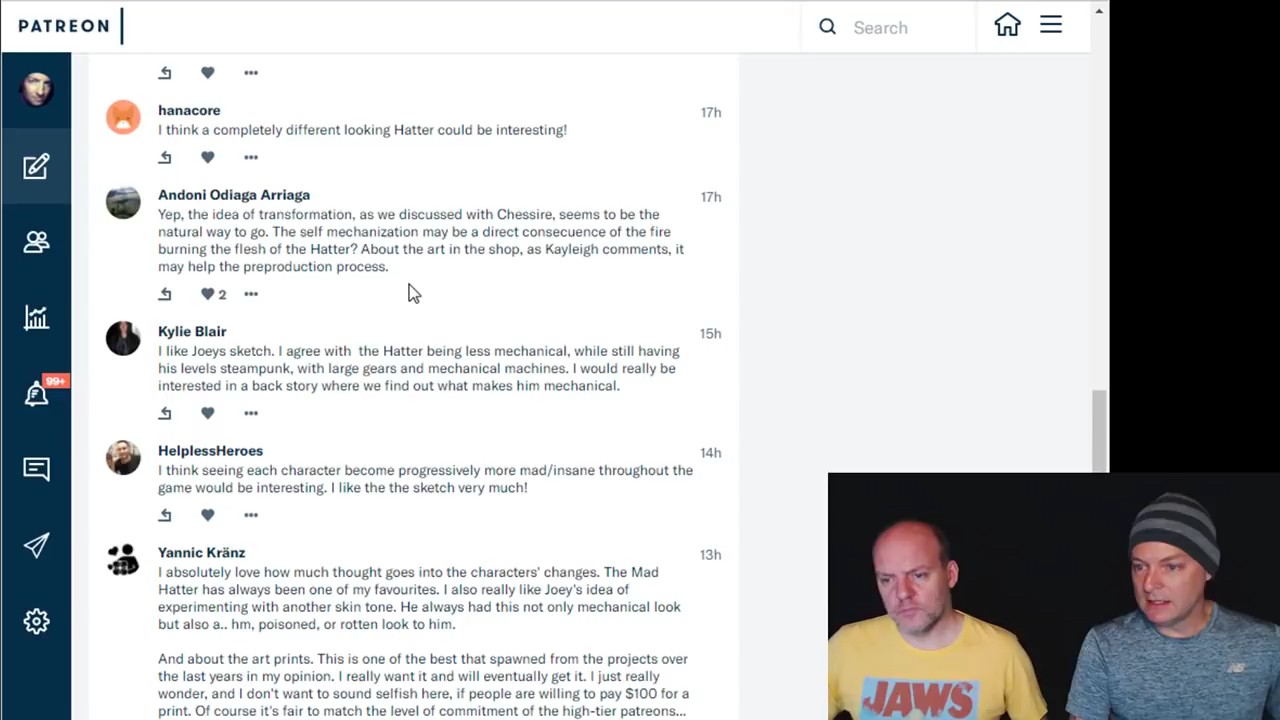 PATREON
Search
hanacore
17h
I think a completely different looking Hatter could be interesting!
Andoni Odiaga Arriaga
17h
Yep, the idea of transformation, as we discussed with Chessire, seems to be the
natural way to go. The self mechanization may be a direct consecuence of the fire
burning the flesh of the Hatter? About the art in the shop, as Kayleigh comments, it
may help the preproduction process.
2
Kylie Blair
15h
I like Joeys sketch. I agree with the Hatter being less mechanical, while still having
his levels steampunk, with large gears and mechanical machines. I would really be
interested in a back story where we find out what makes him mechanical.
99+
HelplessHeroes
14h
I think seeing each character become progressively more mad/insane throughout the
game would be interesting. I like the the sketch very much!
Yannic Kränz
13h
I absolutely love how much thought goes into the characters' changes. The Mad
Hatter has always been one of my favourites. I also really like Joey's idea of
experimenting with another skin tone. He always had this not only mechanical look
but also a.. hm, poisoned, or rotten look to him.
And about the art prints. This is one of the best that spawned from the projects over
the last years in my opinion. I really want it and will eventually get it. I just really
wonder, and I don't want to sound selfish here, if people are willing to pay $100 for a
print. Of course it's fair to match the level of commitment of the high-tier patreons...
JAWS
NB